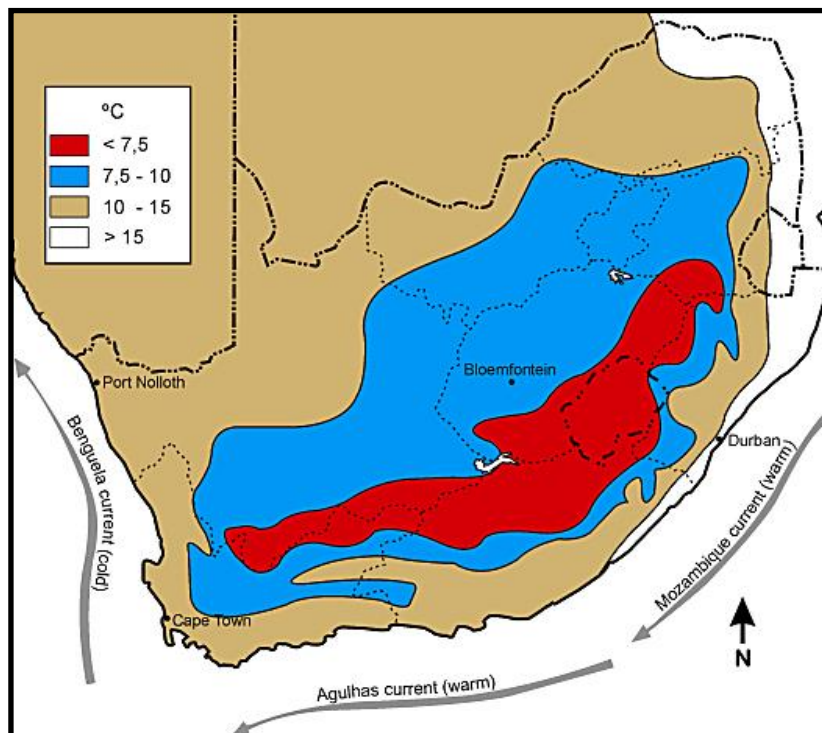 ºC
< 7,5
7,5 - 10
10 - 15
> 15
Port Nolloth
Bloemfontein
Durban
Cape Town
Benguela current (cold)
Mozambique current (warm)
Agulhas current (warm)
N